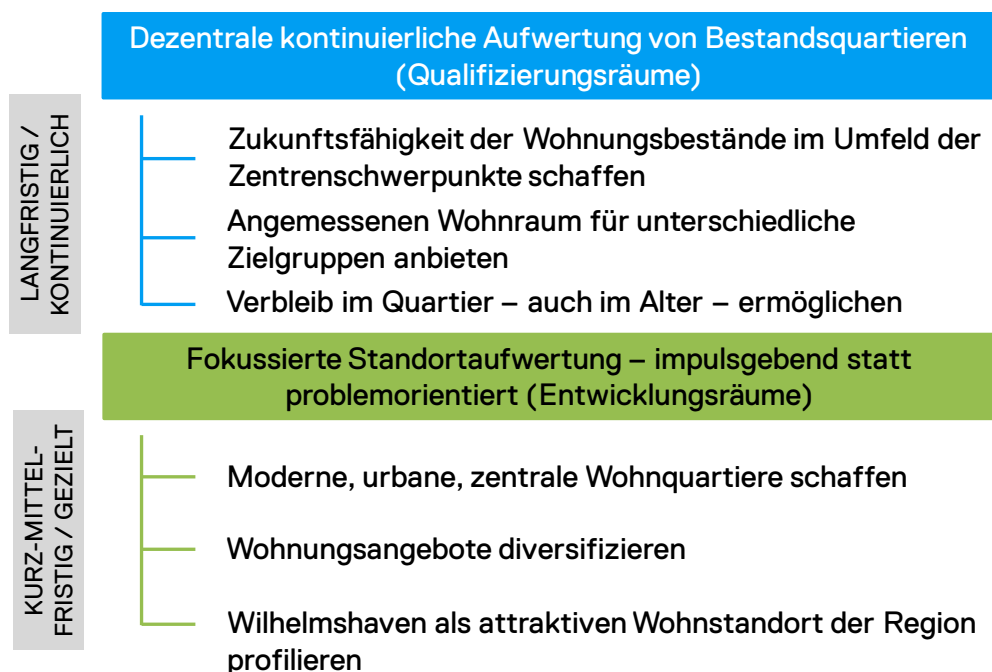 Dezentrale kontinuierliche Aufwertung von Bestandsquartieren
(Qualifizierungsräume)
LANGFRISTIG /
KONTINUIERLICH
Zukunftsfähigkeit der Wohnungsbestände im Umfeld der
Zentrenschwerpunkte schaffen
Angemessenen Wohnraum für unterschiedliche
Zielgruppen anbieten
Verbleib im Quartier – auch im Alter – ermöglichen
Fokussierte Standortaufwertung – impulsgebend statt
problemorientiert (Entwicklungsräume)
KURZ-MITTEL-
FRISTIG / GEZIELT
Moderne, urbane, zentrale Wohnquartiere schaffen
Wohnungsangebote diversifizieren
Wilhelmshaven als attraktiven Wohnstandort der Region
profilieren